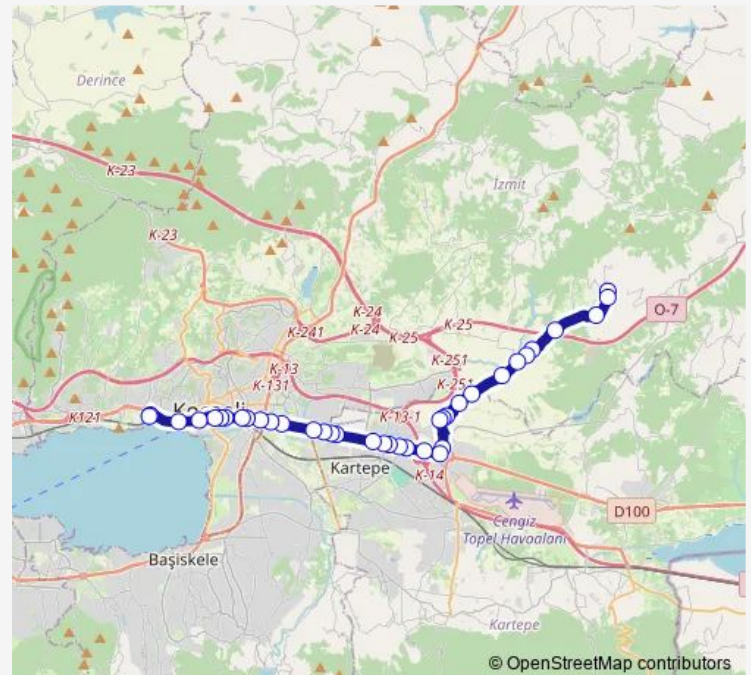 Derince
K-23
İzmit
K-23
O-7
K-24
K-241
K-24
K-25
K-25
K-13
K-251
K-131
K-251
K121
K-13-1
Kartepe
K-14
D100
Cengiz
Topel Havaalanı
Başiskele
Kartepe
© OpenStreetMap contributors